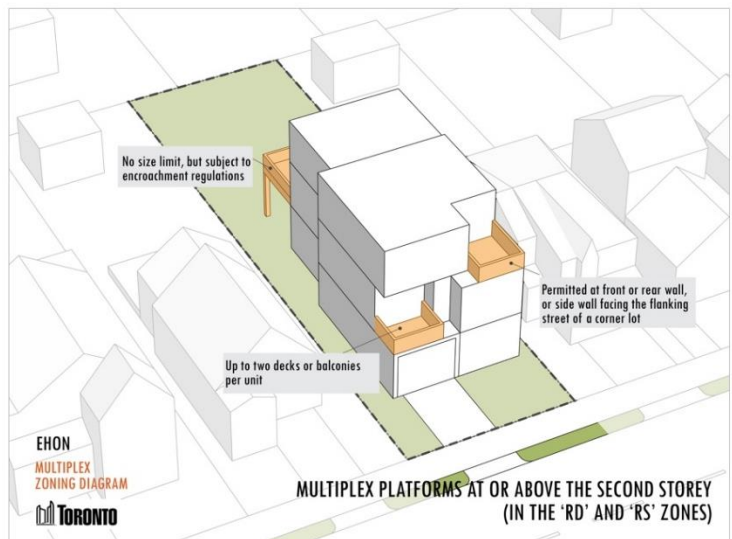 No size limit, but subject to
encroachment regulations
Permitted at front or rear wall,
or side wall facing the flanking
street of a corner lot
Up to two decks or balconies
per unit
EHON
MULTIPLEX
ZONING DIAGRAM
TORONTO
MULTIPLEX PLATFORMS AT OR ABOVE THE SECOND STOREY
(IN THE ‘RD’ AND ‘RS’ ZONES)